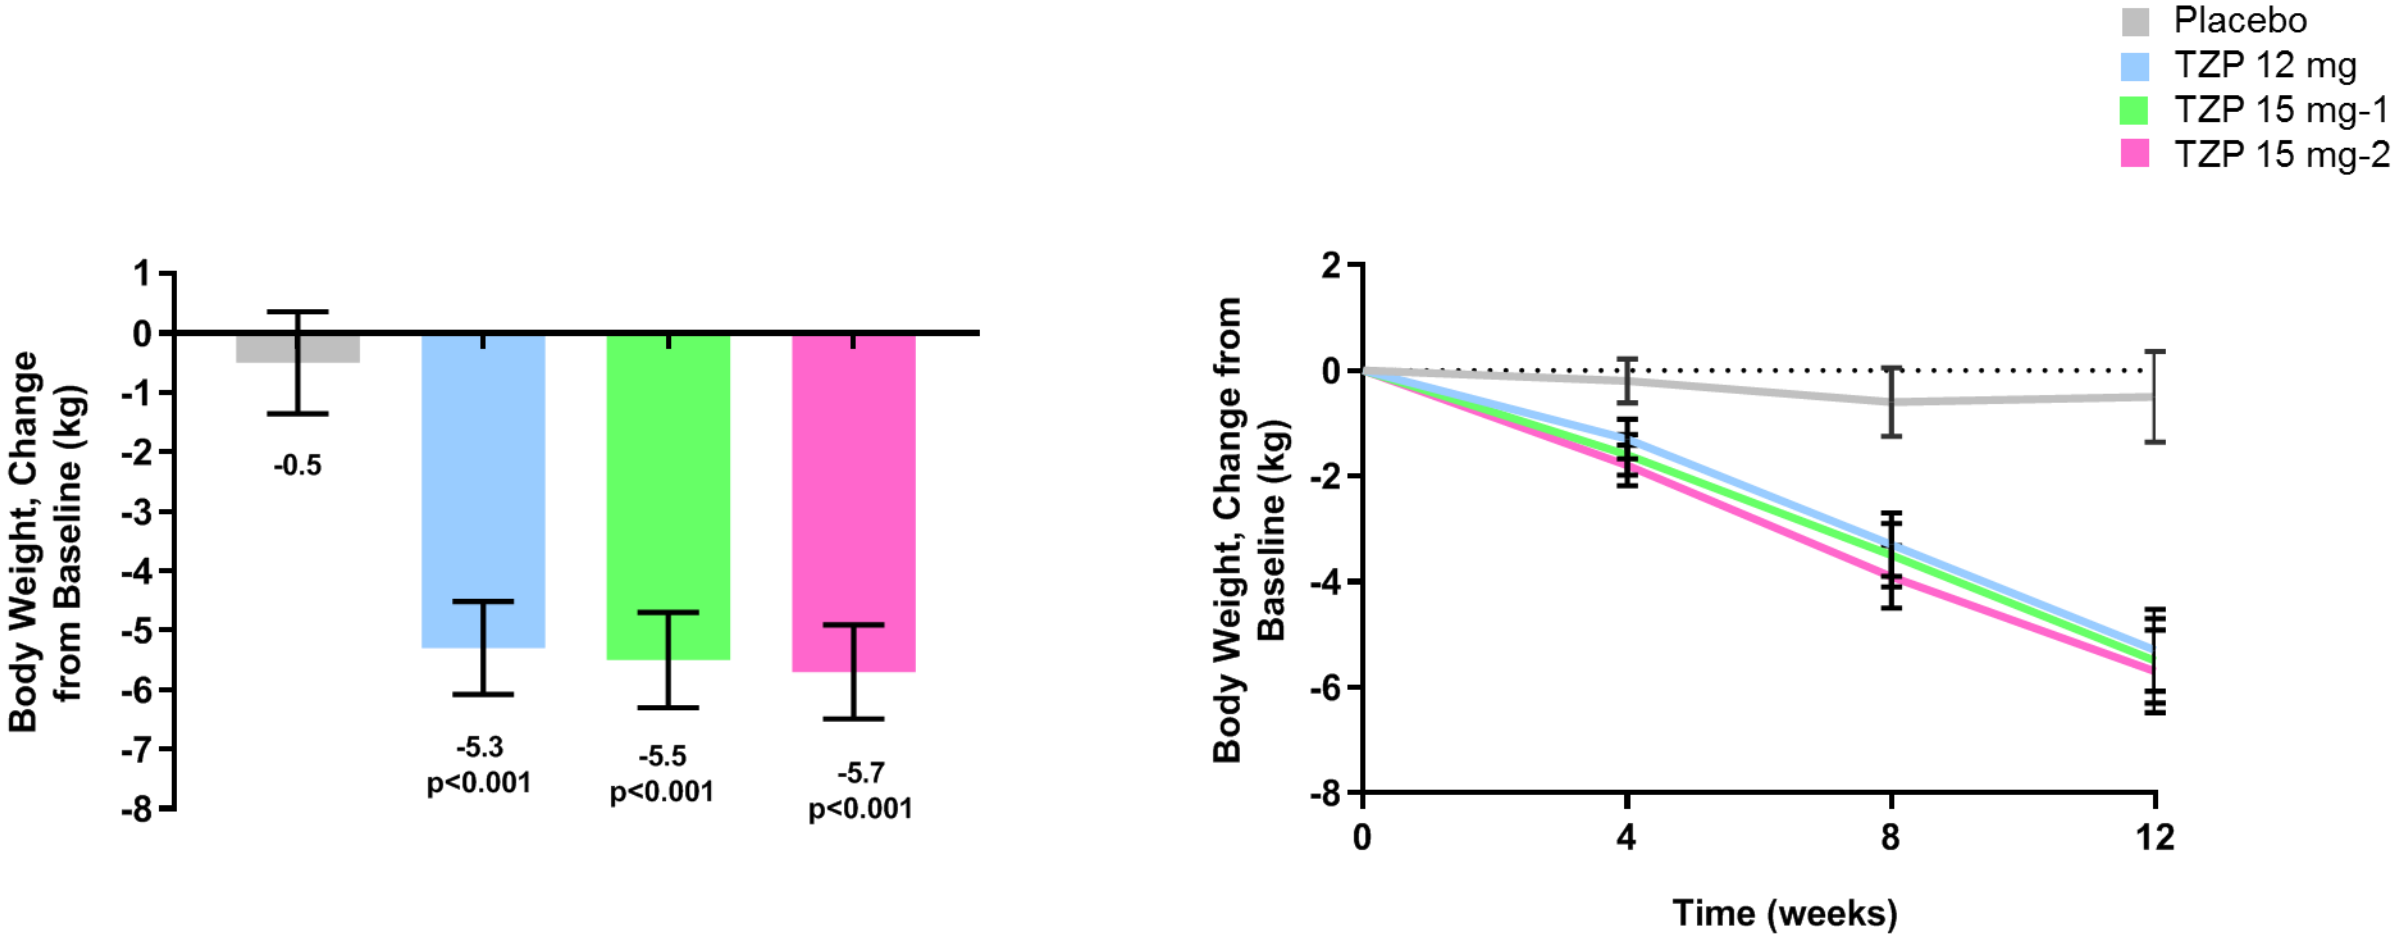 Placebo
TZP 12 mg
TZP 15 mg-1
TZP 15 mg-2
Body Weight, Change
from Baseline (kg)
1
0
-1
-2
-3
-4
-5
-6
-7
-8
-0.5
-5.3
p<0.001
-5.5
p<0.001
-5.7
p<0.001
Body Weight, Change from
Baseline (kg)
2
0
-2
-4
-6
-8
0 4 8 12
Time (weeks)